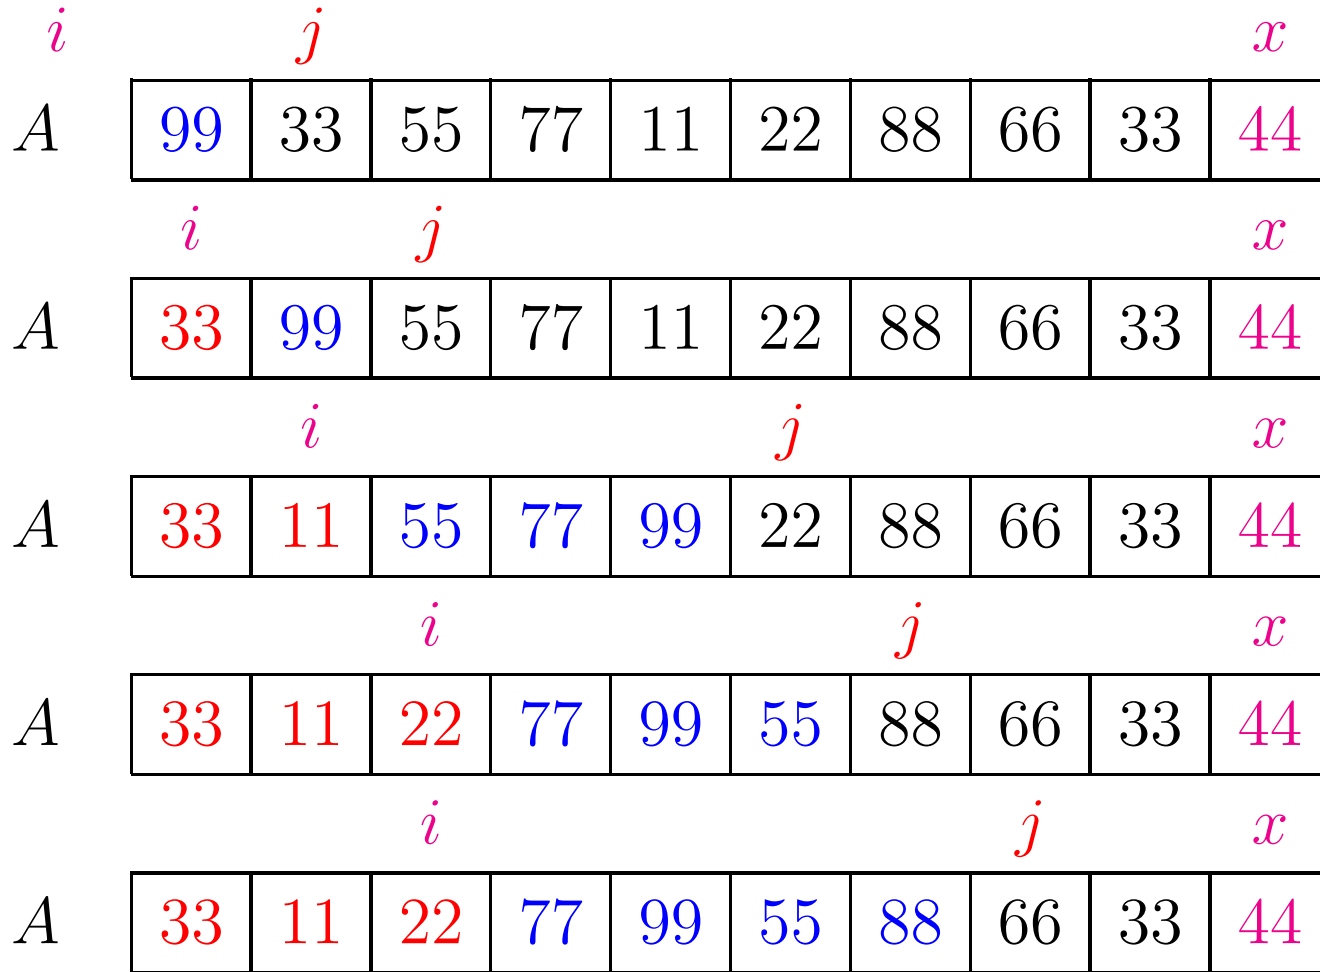 i j x
A 99 33 55 77 11 22 88 66 33 44
i j x
A 33 99 55 77 11 22 88 66 33 44
i j x
A 33 11 55 77 99 22 88 66 33 44
i j x
A 33 11 22 77 99 55 88 66 33 44
i j x
A 33 11 22 77 99 55 88 66 33 44